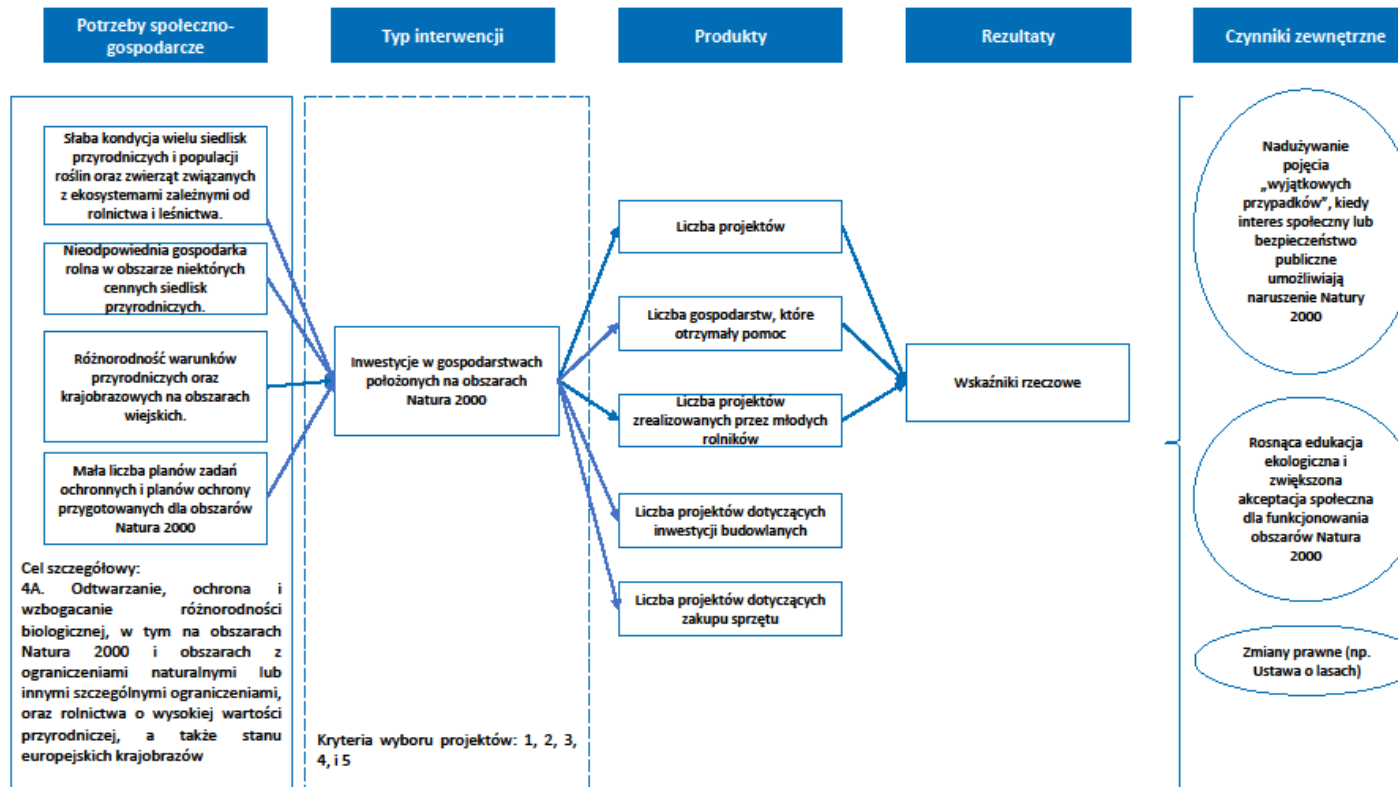 Potrzeby społeczno-
gospodarcze
Typ interwencji
Produkty
Rezultaty
Czynniki zewnętrzne
Słaba kondycja wielu siedlisk
przyrodniczych i populacji
roślin oraz zwierząt związanych
z ekosystemami zależnymi od
rolnictwa i leśnictwa.
Nieodpowiednia gospodarka
rolna w obszarze niektórych
cennych siedlisk
przyrodniczych.
Różnorodność warunków
przyrodniczych oraz
krajobrazowych na obszarach
wiejskich.
Mała liczba planów zadań
ochronnych i planów ochrony
przygotowanych dla obszarów
Natura 2000
Cel szczegółowy:
4A. Odtwarzanie, ochrona i
wzbogacanie różnorodności
biologicznej, w tym na obszarach
Natura 2000 i obszarach z
ograniczeniami naturalnymi lub
innymi szczególnymi ograniczeniami,
oraz rolnictwa o wysokiej wartości
przyrodniczej, a także stanu
europejskich krajobrazów
Inwestycje w gospodarstwach
położonych na obszarach
Natura 2000
Kryteria wyboru projektów: 1, 2, 3,
4, i 5
Liczba projektów
Liczba gospodarstw, które
otrzymały pomoc
Liczba projektów
zrealizowanych przez młodych
rolników
Liczba projektów dotyczących
inwestycji budowlanych
Liczba projektów dotyczących
zakupu sprzętu
Wskaźniki rzeczowe
Nadużywanie
pojęcia
„wyjątkowych
przypadków”, kiedy
interes społeczny lub
bezpieczeństwo
publiczne
umożliwiają
naruszenie Natury
2000
Rosnąca edukacja
ekologiczna i
zwiększona
akceptacja społeczna
dla funkcjonowania
obszarów Natura
2000
Zmiany prawne (np.
Ustawa o lasach)